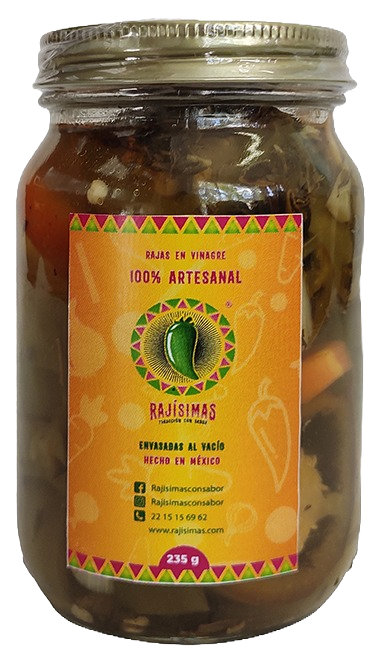 RAJAS EN VINAGRE
100% ARTESANAL
®
RAJÍSIMAS
TRADICIÓN CON SABOR
ENVASADAS AL VACÍO
HECHO EN MÉXICO
Rajisimasconsabor
Rajisimasconsabor
22 15 15 69 62
www.rajisimas.com
235 g